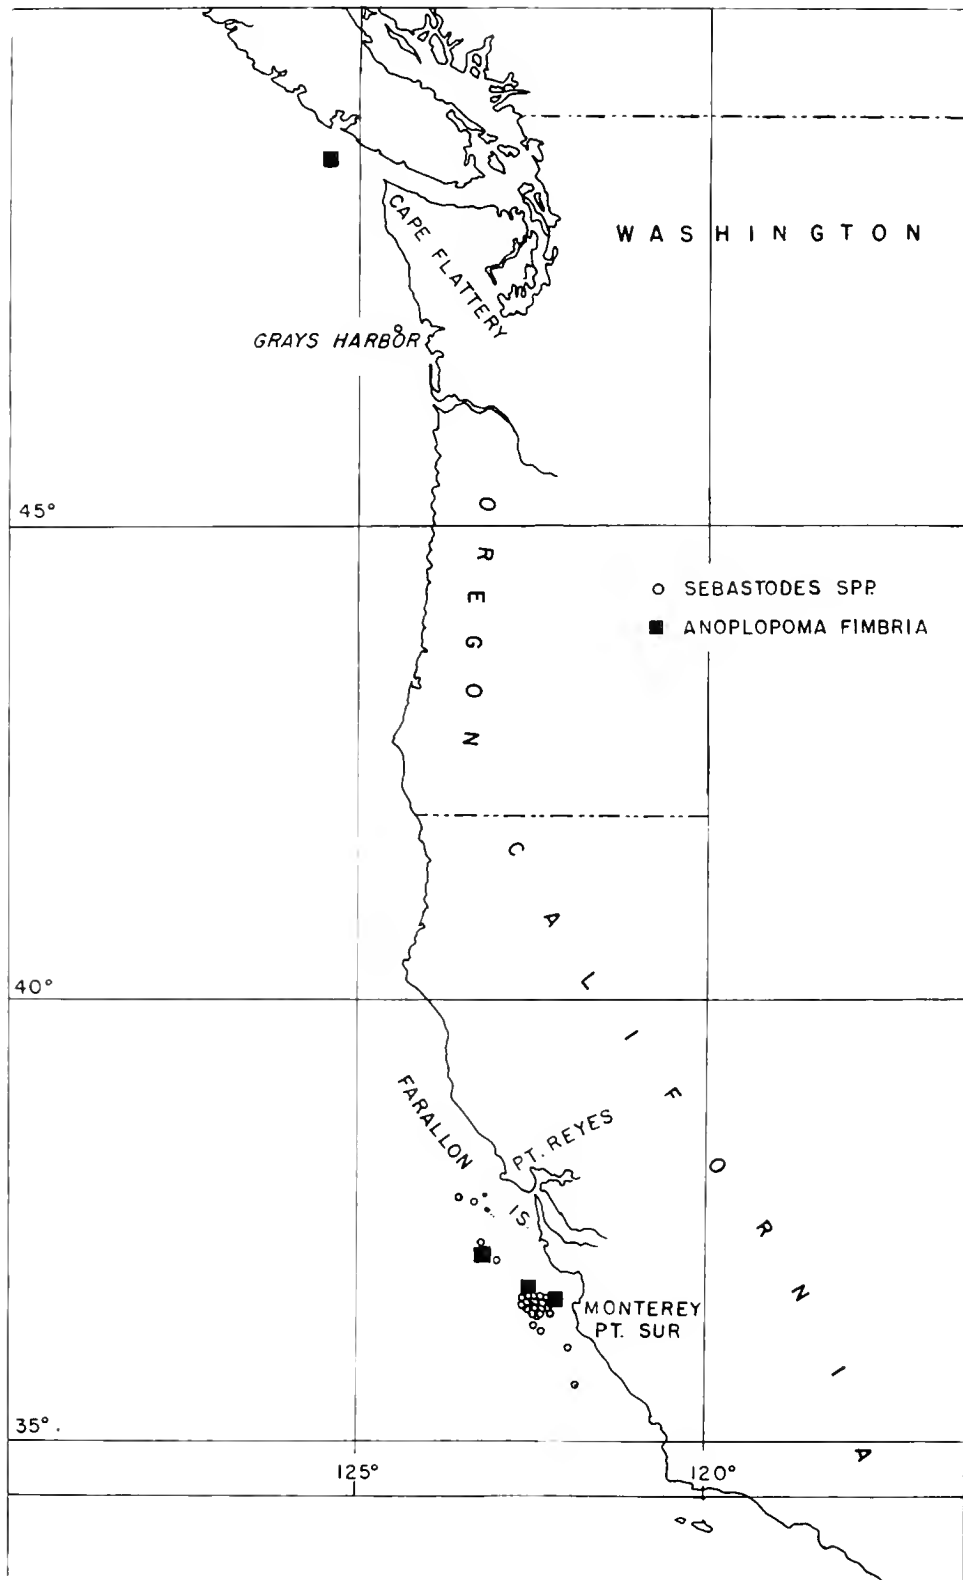 WASHINGTON
CAPE FLATTERY
GRAYS HARBOR
45°
OREGON
SEBASTODES SPP.
ANOPLOPOMA FIMBRIA
CALIFORNIA
40°
FARALLON IS.
PT. REYES
MONTEREY
PT. SUR
35°
125°
120°